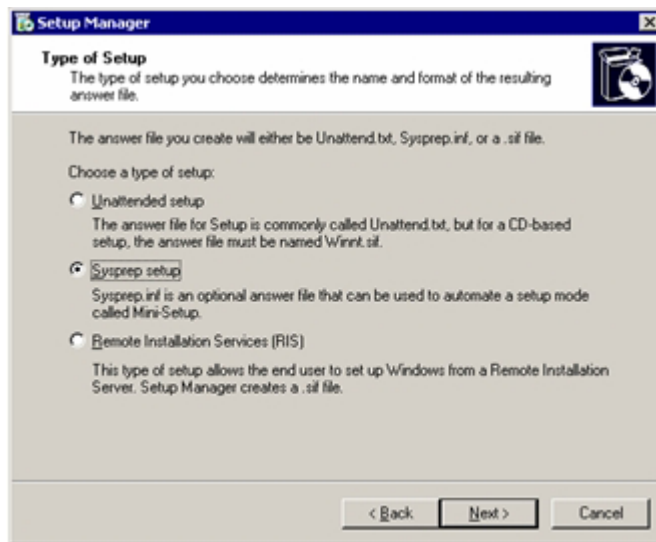 Setup Manager
Type of Setup
The type of setup you choose determines the name and format of the resulting
answer file.
The answer file you create will either be Unattend.txt, Sysprep.inf, or a .sif file.
Choose a type of setup:
Unattended setup
The answer file for Setup is commonly called Unattend.txt, but for a CD-based
setup, the answer file must be named Winnt.sif.
Sysprep setup
Sysprep.inf is an optional answer file that can be used to automate a setup mode
called Mini-Setup.
Remote Installation Services (RIS)
This type of setup allows the end user to set up Windows from a Remote Installation
Server. Setup Manager creates a .sif file.
< Back Next > Cancel